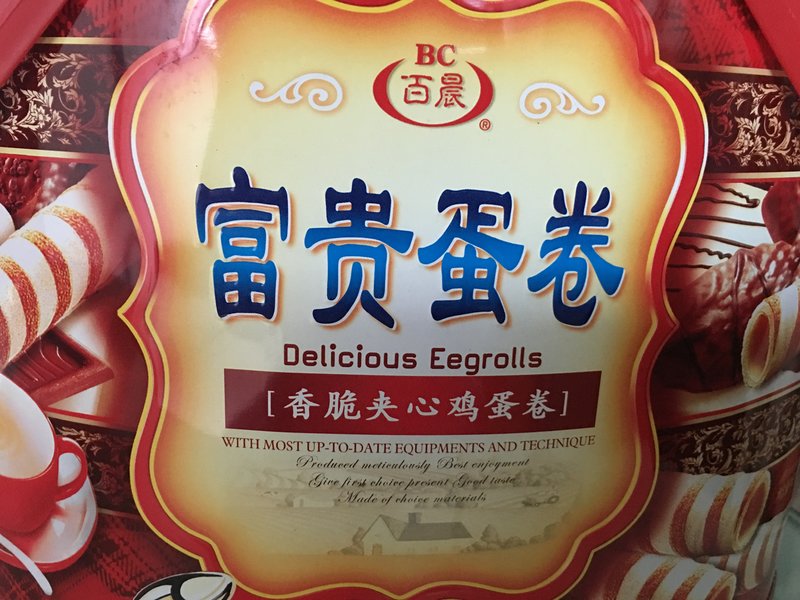 BC
百晨
®
富贵蛋卷
Delicious Eegrolls
[香脆夹心鸡蛋卷]
WITH MOST UP-TO-DATE EQUIPMENTS AND TECHNIQUE
Produced meticulously Best enjoyment
Give first choice present Good taste
Made of choice materials